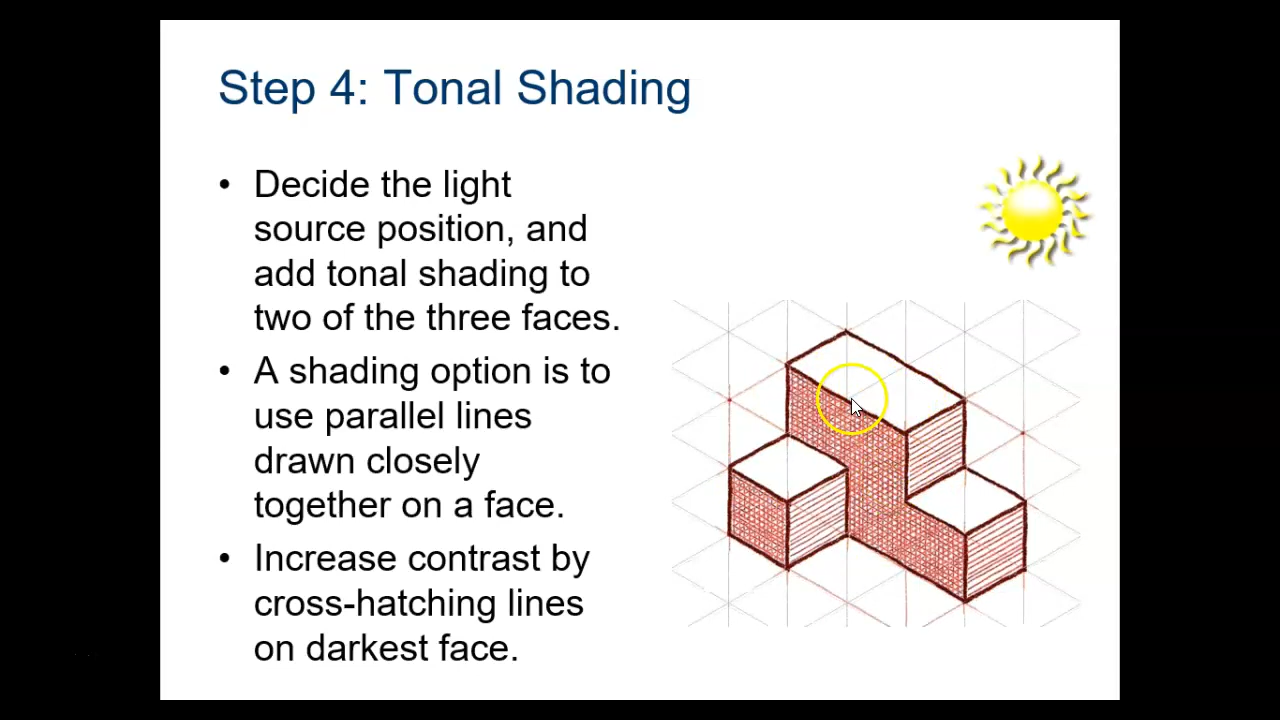 Step 4: Tonal Shading
• Decide the light
source position, and
add tonal shading to
two of the three faces.
• A shading option is to
use parallel lines
drawn closely
together on a face.
• Increase contrast by
cross-hatching lines
on darkest face.